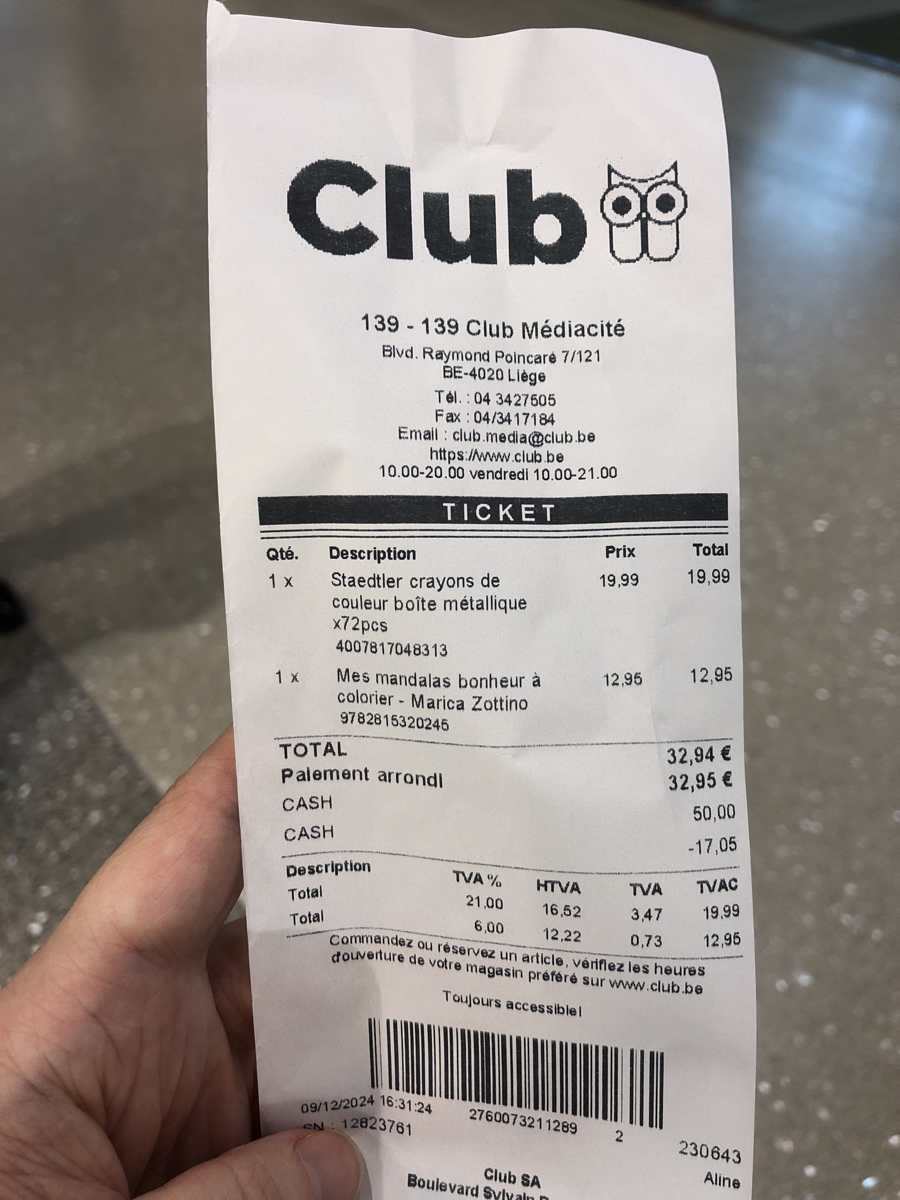 Club
139 - 139 Club Médiacité
Blvd. Raymond Poincaré 7/121
BE-4020 Liège
Tél. : 04 3427505
Fax : 04/3417184
Email : club.media@club.be
https://www.club.be
10.00-20.00 vendredi 10.00-21.00
TICKET
Qté. Description Prix Total
1 x Staedtler crayons de 19,99 19,99
couleur boîte métallique
x72pcs
4007817048313
1 x Mes mandalas bonheur à 12,95 12,95
colorier - Marica Zottino
9782815320245
TOTAL 32,94 €
Paiement arrondi 32,95 €
CASH 50,00
CASH -17,05
Description TVA % HTVA TVA TVAC
Total 21,00 16,52 3,47 19,99
Total 6,00 12,22 0,73 12,95
Commandez ou réservez un article, vérifiez les heures
d'ouverture de votre magasin préféré sur www.club.be
Toujours accessible!
09/12/2024 16:31:24 2760073211289 2 230643
SN : 12823761 Aline
Club SA
Boulevard Sylvain